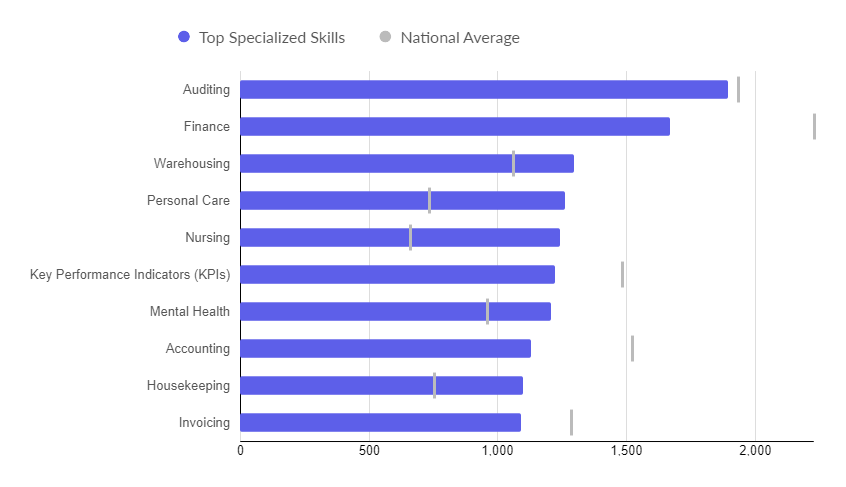 Top Specialized Skills National Average
Auditing
Finance
Warehousing
Personal Care
Nursing
Key Performance Indicators (KPIs)
Mental Health
Accounting
Housekeeping
Invoicing
0 500 1,000 1,500 2,000